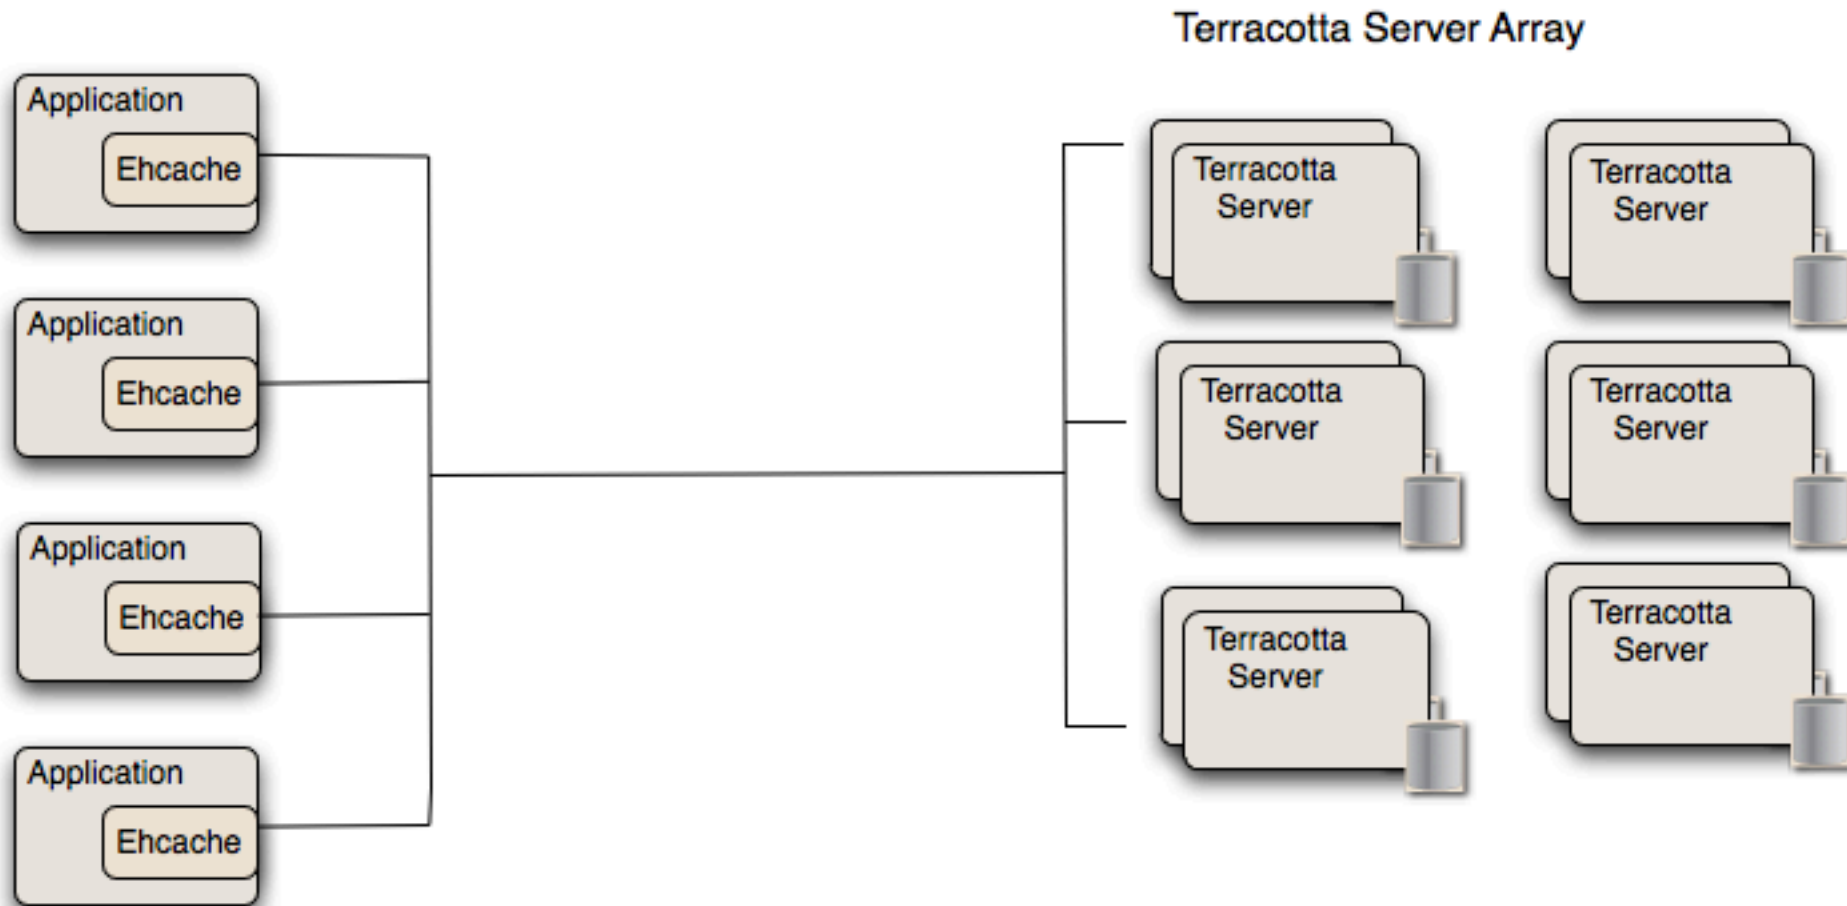 Terracotta Server Array
Application
Ehcache
Application
Ehcache
Application
Ehcache
Application
Ehcache
Terracotta
Server
Terracotta
Server
Terracotta
Server
Terracotta
Server
Terracotta
Server
Terracotta
Server